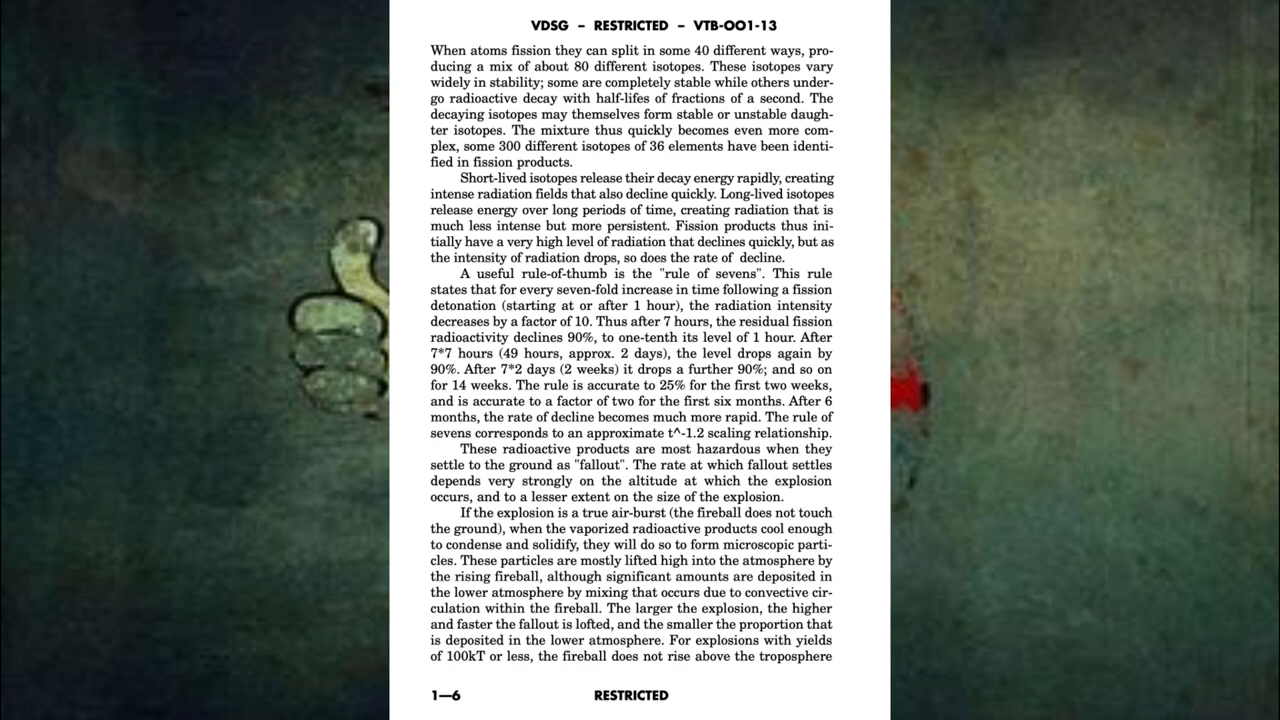 VDSG – RESTRICTED – VTB-OO1-13
When atoms fission they can split in some 40 different ways, pro-
ducing a mix of about 80 different isotopes. These isotopes vary
widely in stability; some are completely stable while others under-
go radioactive decay with half-lifes of fractions of a second. The
decaying isotopes may themselves form stable or unstable daugh-
ter isotopes. The mixture thus quickly becomes even more com-
plex, some 300 different isotopes of 36 elements have been identi-
fied in fission products.
Short-lived isotopes release their decay energy rapidly, creating
intense radiation fields that also decline quickly. Long-lived isotopes
release energy over long periods of time, creating radiation that is
much less intense but more persistent. Fission products thus ini-
tially have a very high level of radiation that declines quickly, but as
the intensity of radiation drops, so does the rate of decline.
A useful rule-of-thumb is the "rule of sevens". This rule
states that for every seven-fold increase in time following a fission
detonation (starting at or after 1 hour), the radiation intensity
decreases by a factor of 10. Thus after 7 hours, the residual fission
radioactivity declines 90%, to one-tenth its level of 1 hour. After
7*7 hours (49 hours, approx. 2 days), the level drops again by
90%. After 7*2 days (2 weeks) it drops a further 90%; and so on
for 14 weeks. The rule is accurate to 25% for the first two weeks,
and is accurate to a factor of two for the first six months. After 6
months, the rate of decline becomes much more rapid. The rule of
sevens corresponds to an approximate t^-1.2 scaling relationship.
These radioactive products are most hazardous when they
settle to the ground as "fallout". The rate at which fallout settles
depends very strongly on the altitude at which the explosion
occurs, and to a lesser extent on the size of the explosion.
If the explosion is a true air-burst (the fireball does not touch
the ground), when the vaporized radioactive products cool enough
to condense and solidify, they will do so to form microscopic parti-
cles. These particles are mostly lifted high into the atmosphere by
the rising fireball, although significant amounts are deposited in
the lower atmosphere by mixing that occurs due to convective cir-
culation within the fireball. The larger the explosion, the higher
and faster the fallout is lofted, and the smaller the proportion that
is deposited in the lower atmosphere. For explosions with yields
of 100kT or less, the fireball does not rise above the troposphere
1—6
RESTRICTED